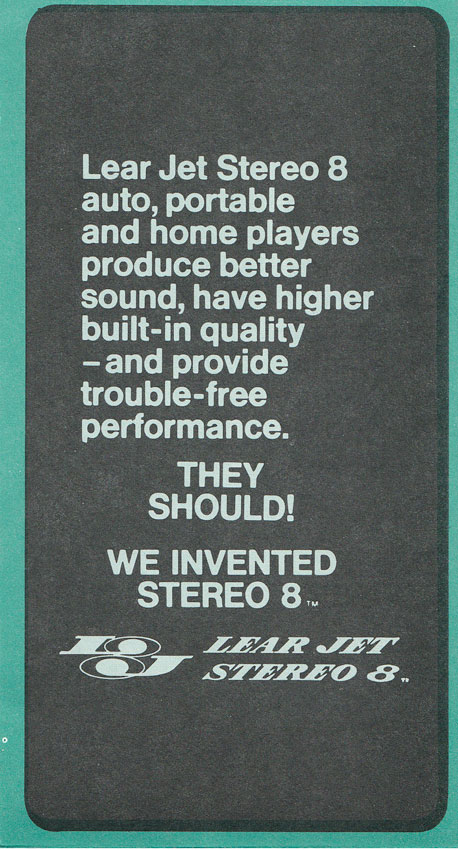 Lear Jet Stereo 8
auto, portable
and home players
produce better
sound, have higher
built-in quality
–and provide
trouble-free
performance.
THEY
SHOULD!
WE INVENTED
STEREO 8™
LEAR JET
STEREO 8™